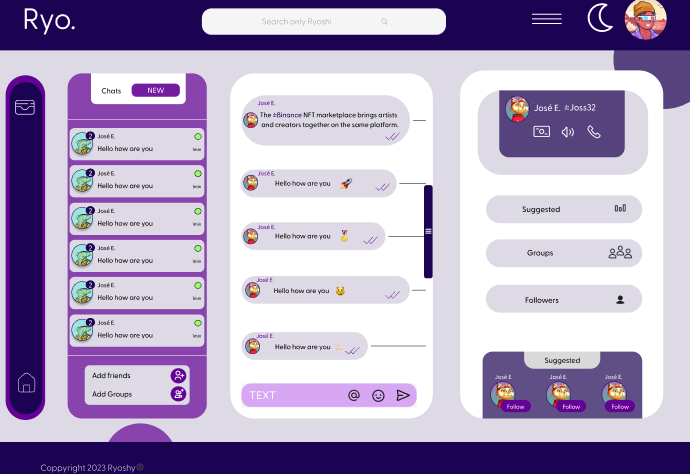 Ryo.
Search only Ryoshi
Chats
NEW
2
José E.
Hello how are you
1min
2
José E.
Hello how are you
1min
2
José E.
Hello how are you
1min
2
José E.
Hello how are you
1min
2
José E.
Hello how are you
1min
2
José E.
Hello how are you
1min
Add friends
Add Groups
José E.
The #Binance NFT marketplace brings artists
and creators together on the same platform.
José E.
Hello how are you
José E.
Hello how are you
José E.
Hello how are you
José E.
Hello how are you
TEXT
José E. #Joss32
Suggested
Groups
Followers
Suggested
José E.
José E.
José E.
Follow
Follow
Follow
Coppyright 2023 Ryoshy®